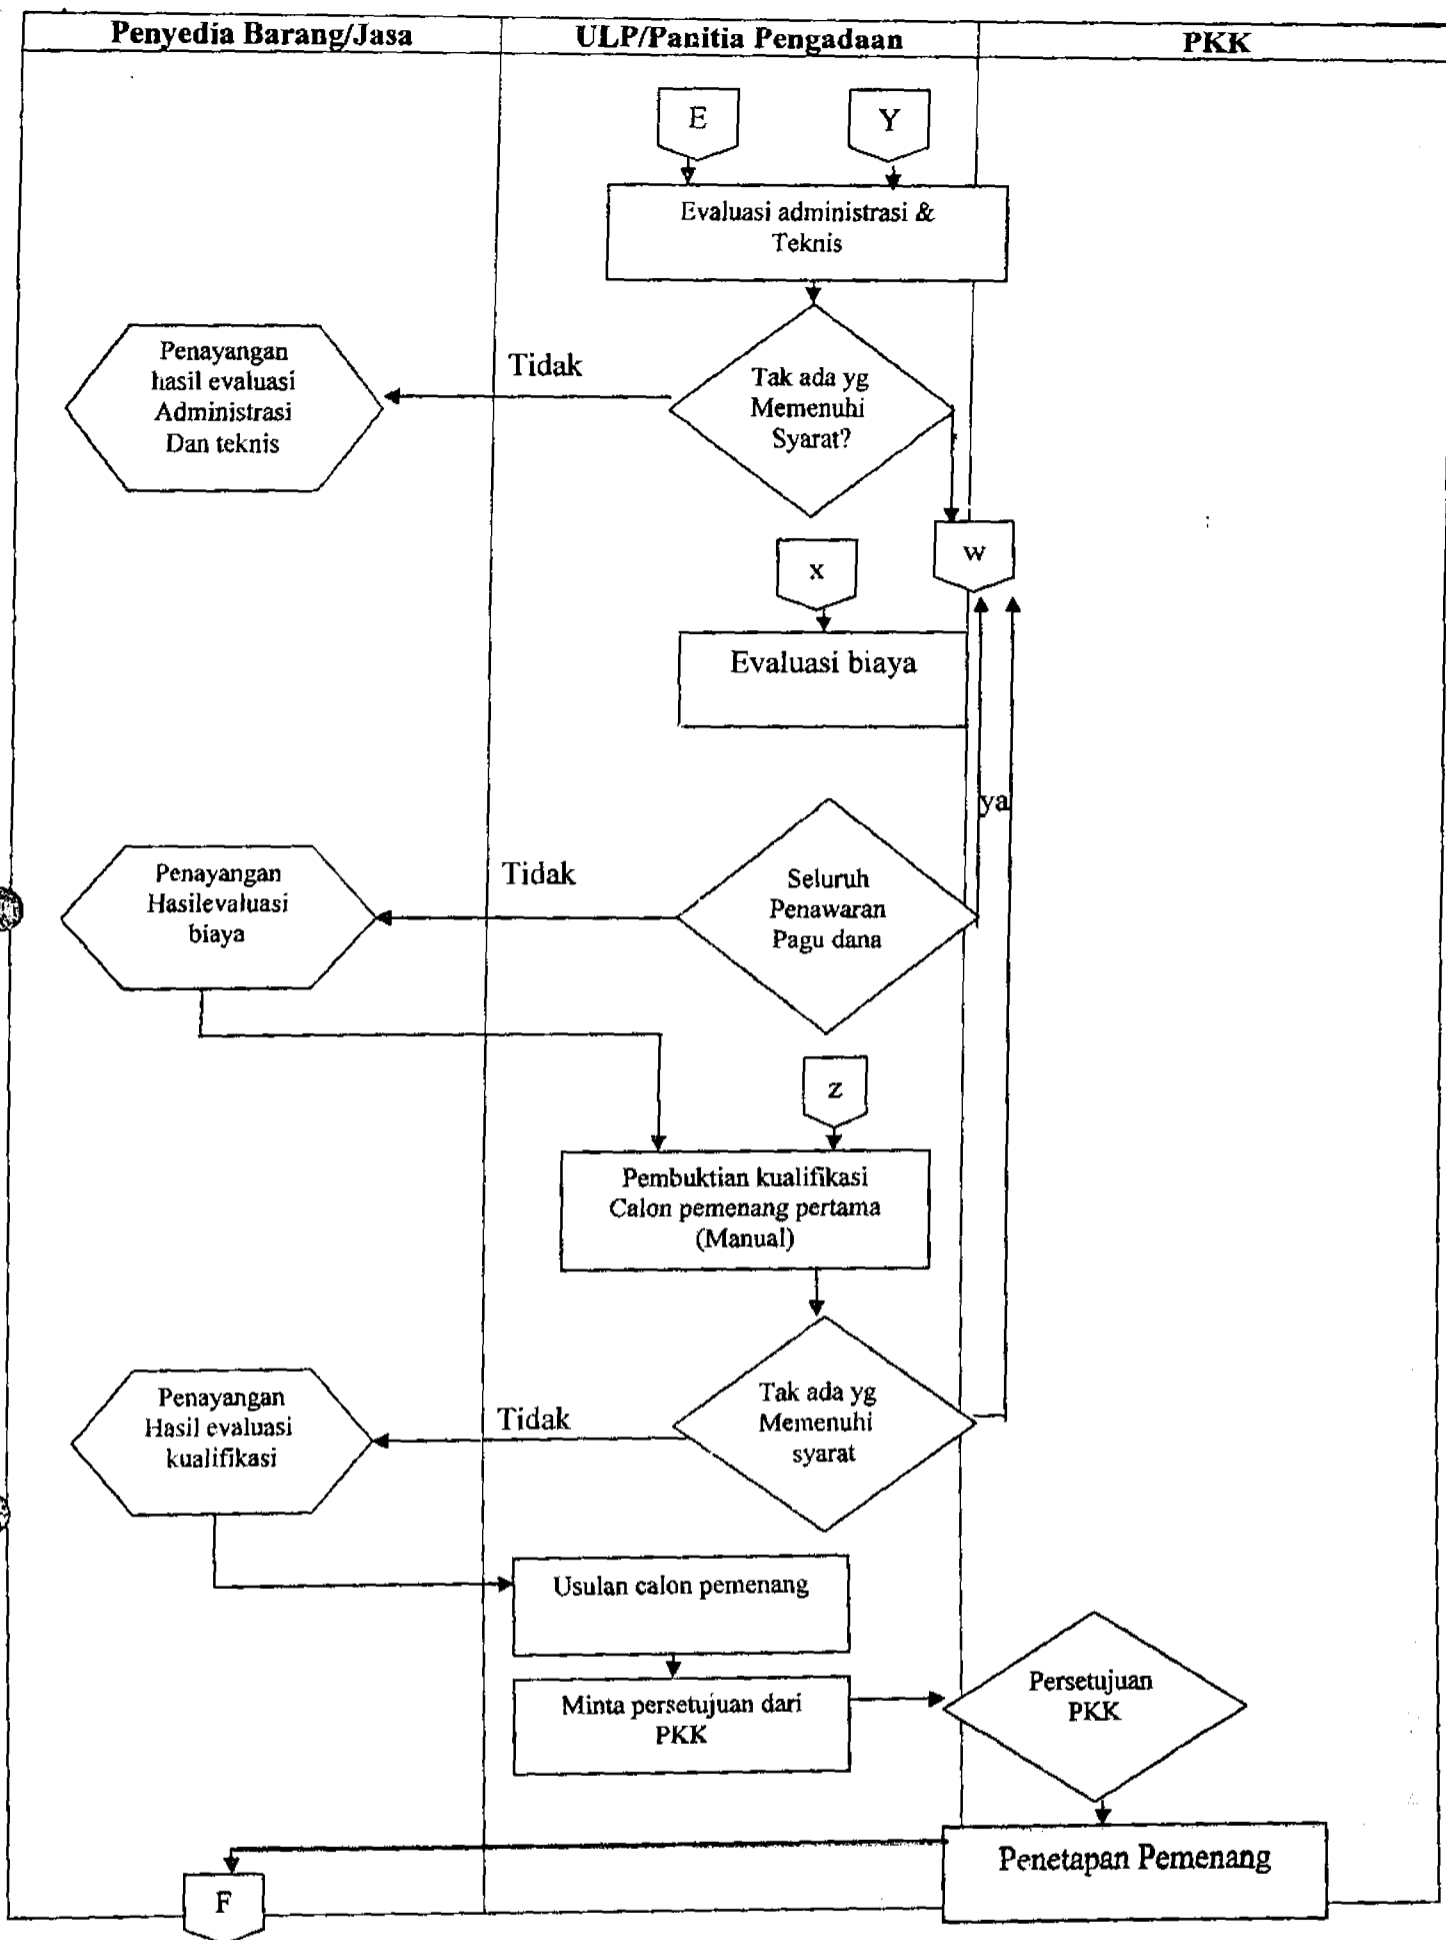 Penyedia Barang/Jasa
ULP/Panitia Pengadaan
PKK
E
Y
Evaluasi administrasi &
Teknis
Penayangan
hasil evaluasi
Administrasi
Dan teknis
Tidak
Tak ada yg
Memenuhi
Syarat?
w
x
Evaluasi biaya
ya
Penayangan
Hasilevaluasi
biaya
Tidak
Seluruh
Penawaran
Pagu dana
z
Pembuktian kualifikasi
Calon pemenang pertama
(Manual)
Penayangan
Hasil evaluasi
kualifikasi
Tidak
Tak ada yg
Memenuhi
syarat
Usulan calon pemenang
Minta persetujuan dari
PKK
Persetujuan
PKK
Penetapan Pemenang
F